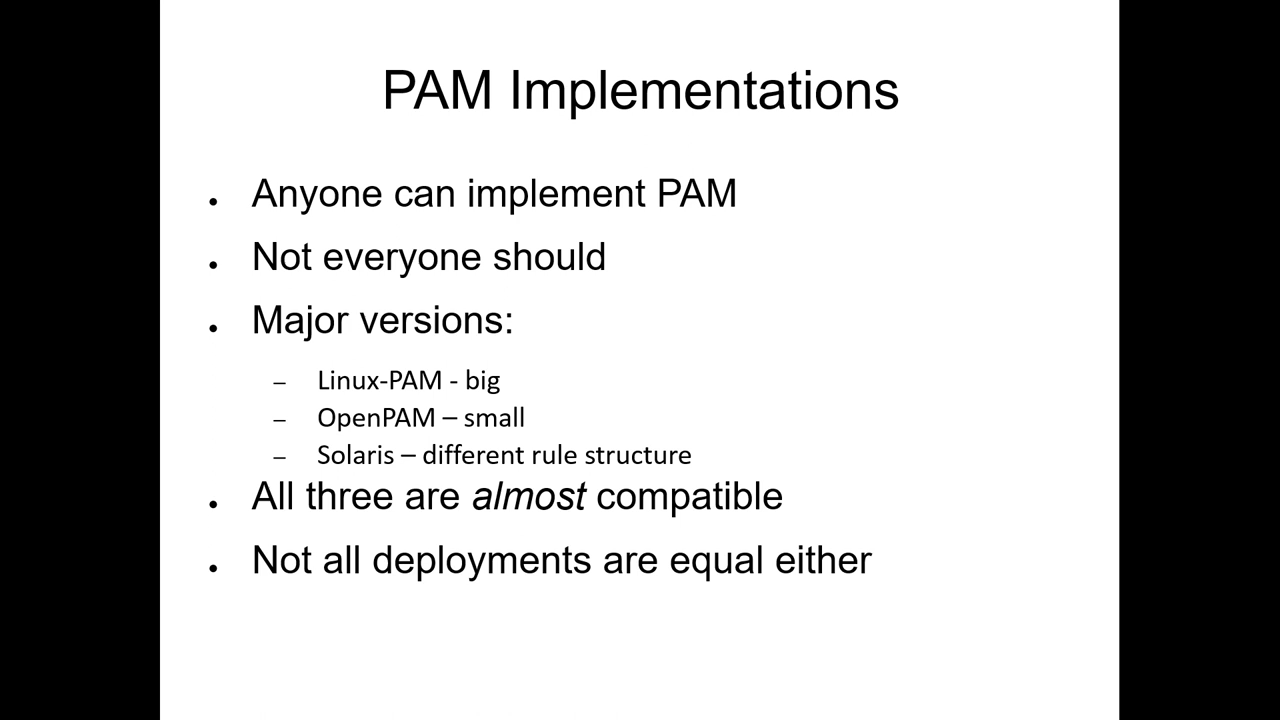 PAM Implementations
● Anyone can implement PAM
● Not everyone should
● Major versions:
– Linux-PAM - big
– OpenPAM – small
– Solaris – different rule structure
● All three are almost compatible
● Not all deployments are equal either